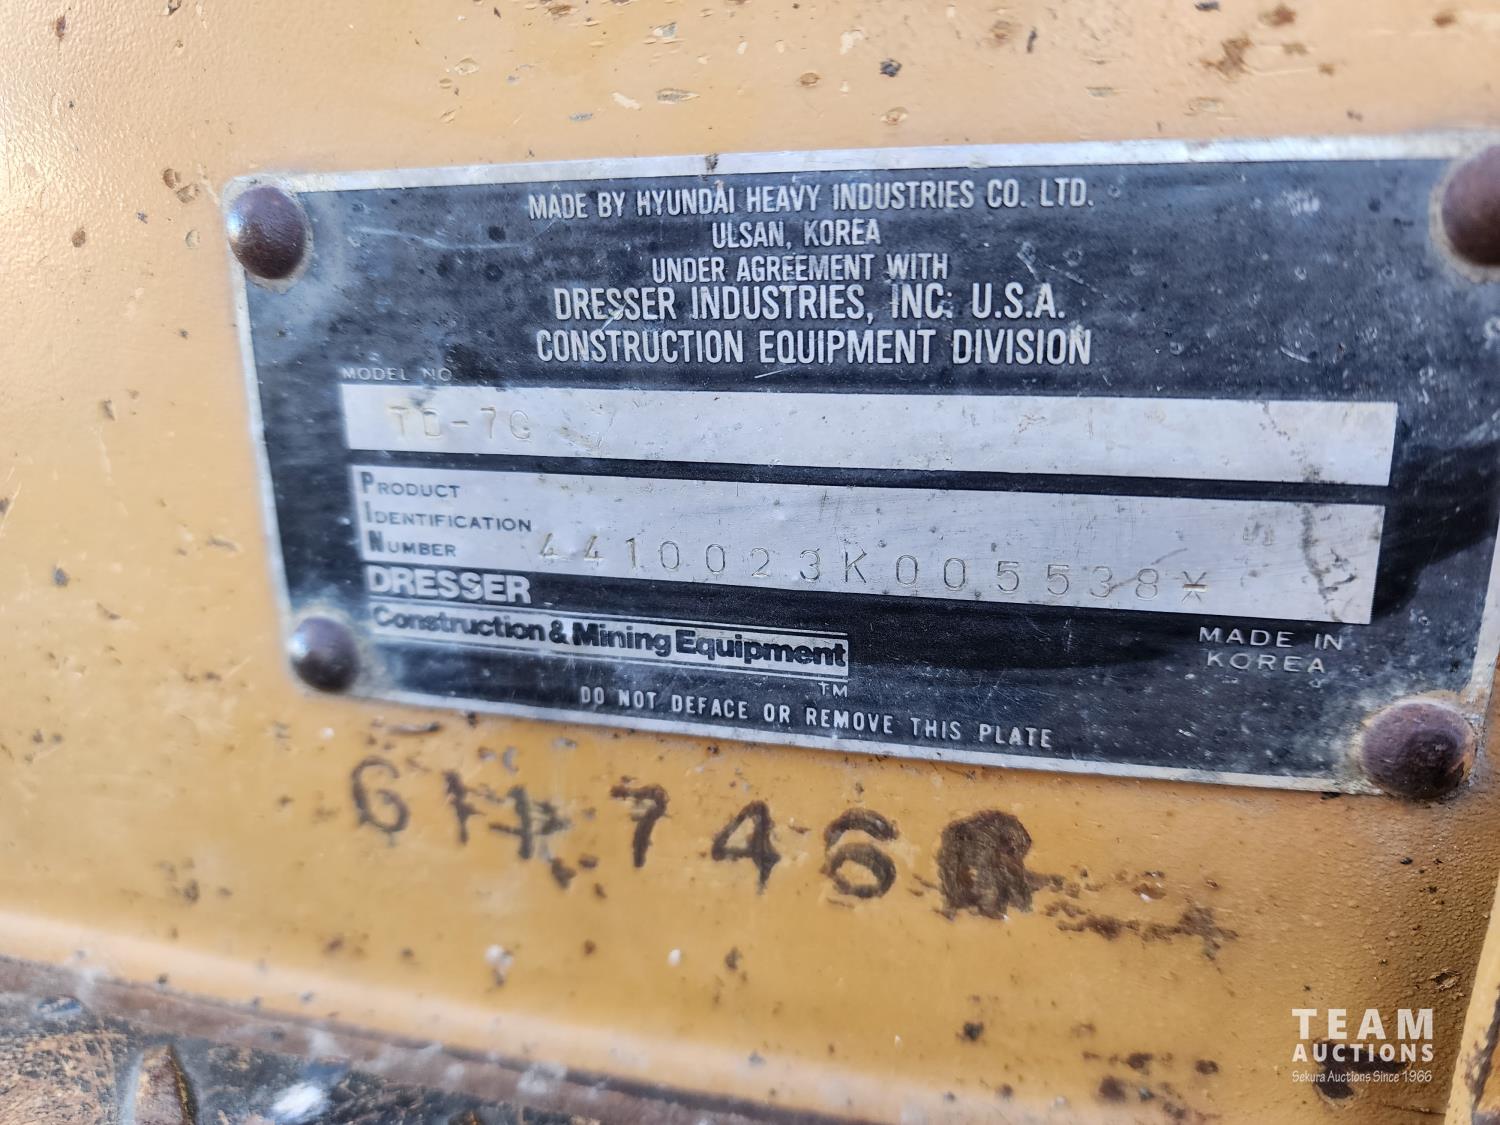 MADE BY HYUNDAI HEAVY INDUSTRIES CO. LTD.
ULSAN, KOREA
UNDER AGREEMENT WITH
DRESSER INDUSTRIES, INC. U.S.A.
CONSTRUCTION EQUIPMENT DIVISION
MODEL NO
TD-7G
PRODUCT
IDENTIFICATION
NUMBER 4410023K005538*
DRESSER
Construction & Mining Equipment
TM
MADE IN
KOREA
DO NOT DEFACE OR REMOVE THIS PLATE
TEAM
AUCTIONS
Sekura Auctions Since 1966